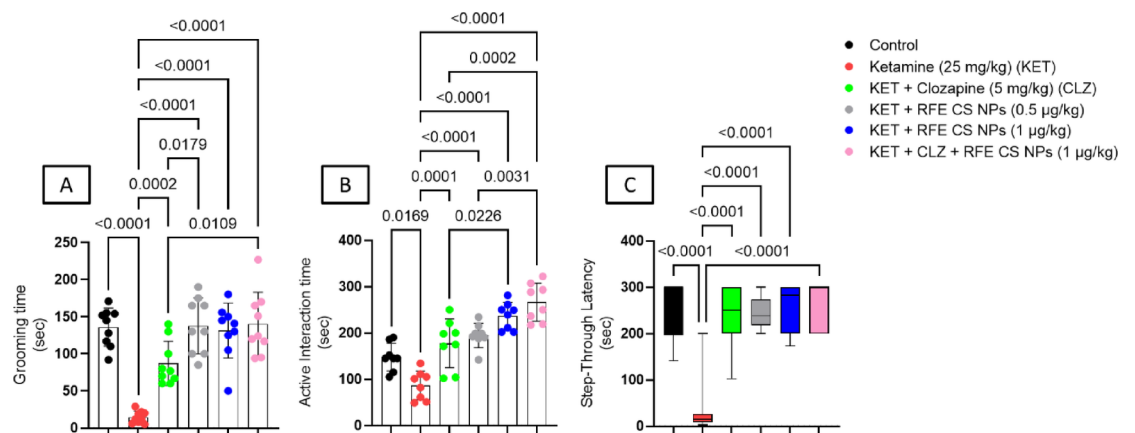 <0.0001
<0.0001
<0.0001
<0.0001
0.0179
0.0002
<0.0001
0.0109
A
250
200
150
100
50
0
Grooming time
(sec)
<0.0001
0.0002
<0.0001
<0.0001
0.0031
0.0001
0.0169
0.0226
B
400
300
200
100
0
Active Interaction time
(sec)
<0.0001
<0.0001
<0.0001
<0.0001
<0.0001
C
400
300
200
100
0
Step-Through Latency
(sec)
Control
Ketamine (25 mg/kg) (KET)
KET + Clozapine (5 mg/kg) (CLZ)
KET + RFE CS NPs (0.5 µg/kg)
KET + RFE CS NPs (1 µg/kg)
KET + CLZ + RFE CS NPs (1 µg/kg)